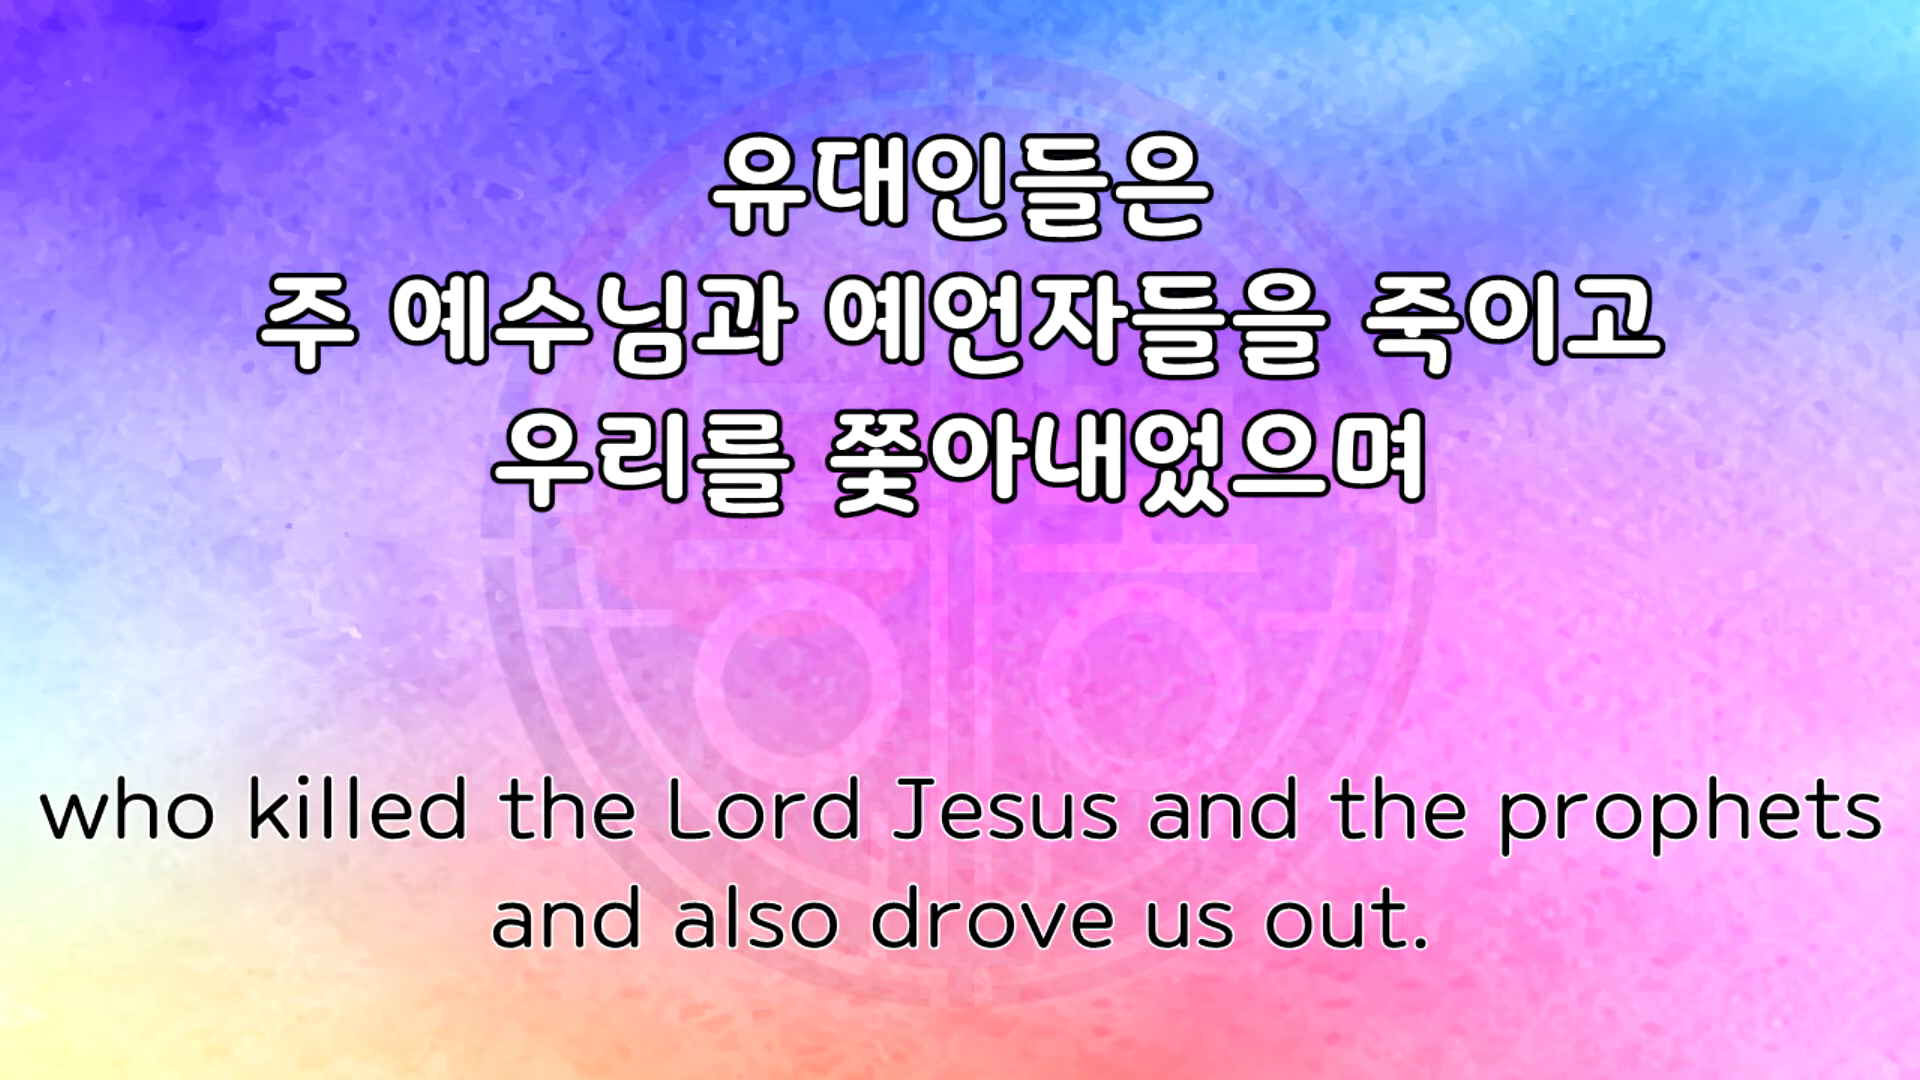 유대인들은
주 예수님과 예언자들을 죽이고
우리를 쫓아내었으며
who killed the Lord Jesus and the prophets
and also drove us out.